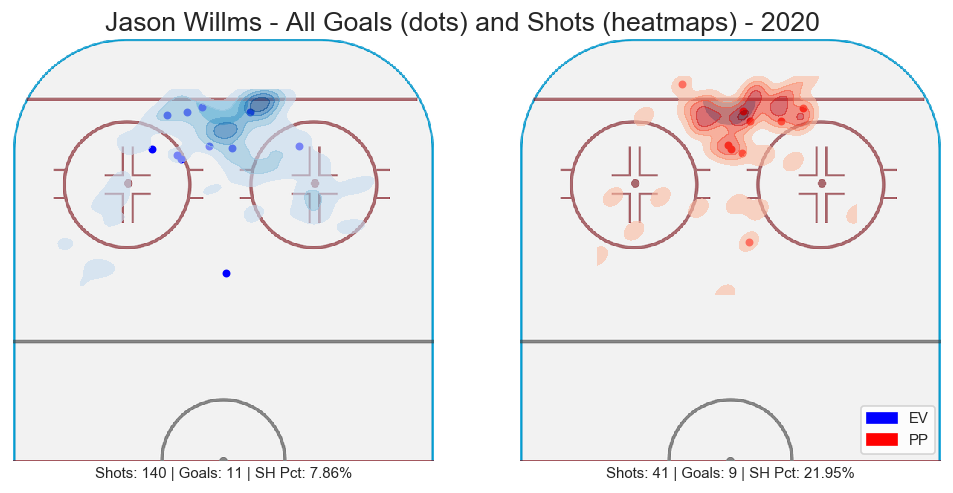 Jason Willms - All Goals (dots) and Shots (heatmaps) - 2020
EV
PP
Shots: 140 | Goals: 11 | SH Pct: 7.86%
Shots: 41 | Goals: 9 | SH Pct: 21.95%